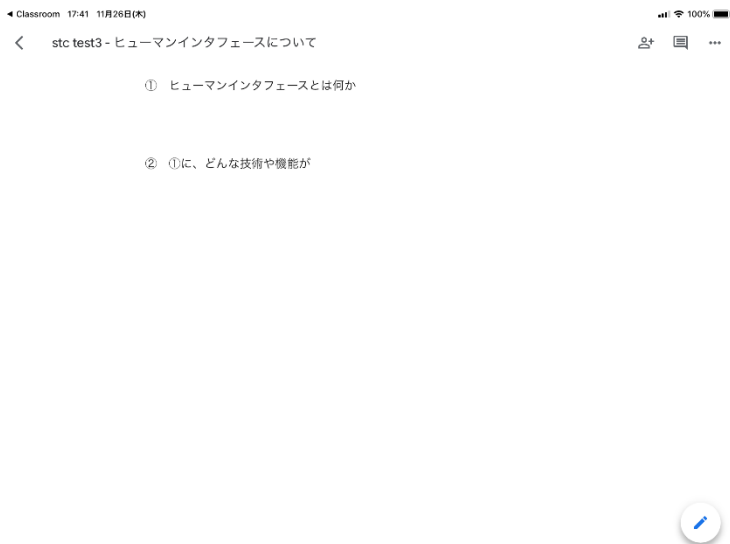 ◀ Classroom 17:41 11月26日(木) 100%
stc test3 - ヒューマンインタフェースについて
① ヒューマンインタフェースとは何か
② ①に、どんな技術や機能が